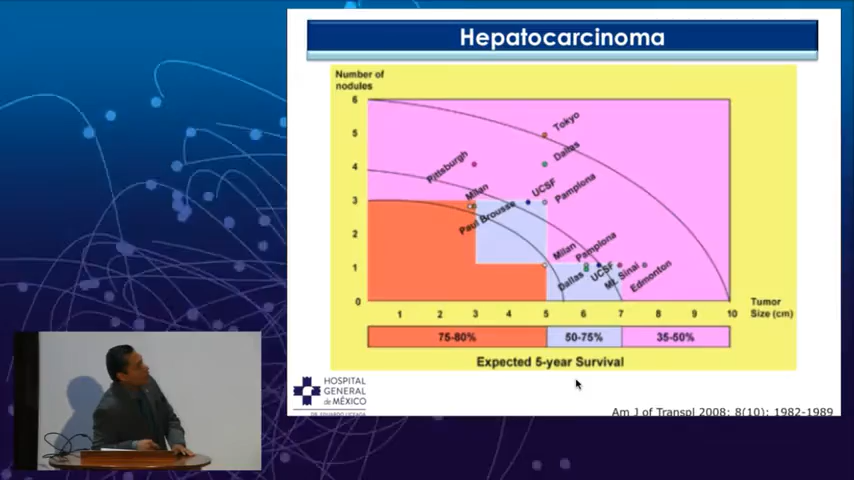 Hepatocarcinoma
Number of
nodules
6
5
4
3
2
1
0
Tokyo
Dallas
Pittsburgh
Milan
UCSF
Pamplona
Paul Brousse
Milan
Pamplona
Dallas
UCSF
Mt. Sinai
Edmonton
1
2
3
4
5
6
7
8
9
10
Tumor
Size (cm)
75-80%
50-75%
35-50%
Expected 5-year Survival
HOSPITAL
GENERAL
de MÉXICO
DR. EDUARDO LICEAGA
Am J of Transpl 2008; 8(10): 1982-1989